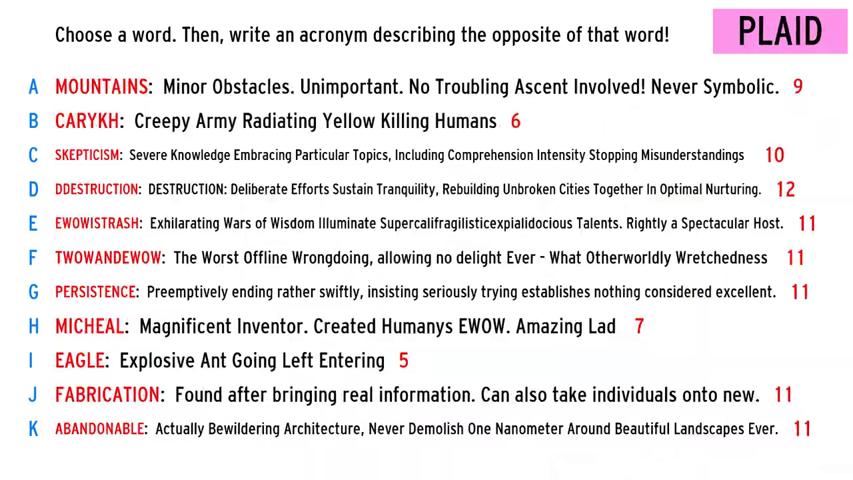 Choose a word. Then, write an acronym describing the opposite of that word!
PLAID
A MOUNTAINS: Minor Obstacles. Unimportant. No Troubling Ascent Involved! Never Symbolic. 9
B CARYKH: Creepy Army Radiating Yellow Killing Humans 6
C SKEPTICISM: Severe Knowledge Embracing Particular Topics, Including Comprehension Intensity Stopping Misunderstandings 10
D DDESTRUCTION: DESTRUCTION: Deliberate Efforts Sustain Tranquility, Rebuilding Unbroken Cities Together In Optimal Nurturing. 12
E EWOWISTRASH: Exhilarating Wars of Wisdom Illuminate Supercalifragilisticexpialidocious Talents. Rightly a Spectacular Host. 11
F TWOWANDEWOW: The Worst Offline Wrongdoing, allowing no delight Ever - What Otherworldly Wretchedness 11
G PERSISTENCE: Preemptively ending rather swiftly, insisting seriously trying establishes nothing considered excellent. 11
H MICHEAL: Magnificent Inventor. Created Humanys EWOW. Amazing Lad 7
I EAGLE: Explosive Ant Going Left Entering 5
J FABRICATION: Found after bringing real information. Can also take individuals onto new. 11
K ABANDONABLE: Actually Bewildering Architecture, Never Demolish One Nanometer Around Beautiful Landscapes Ever. 11